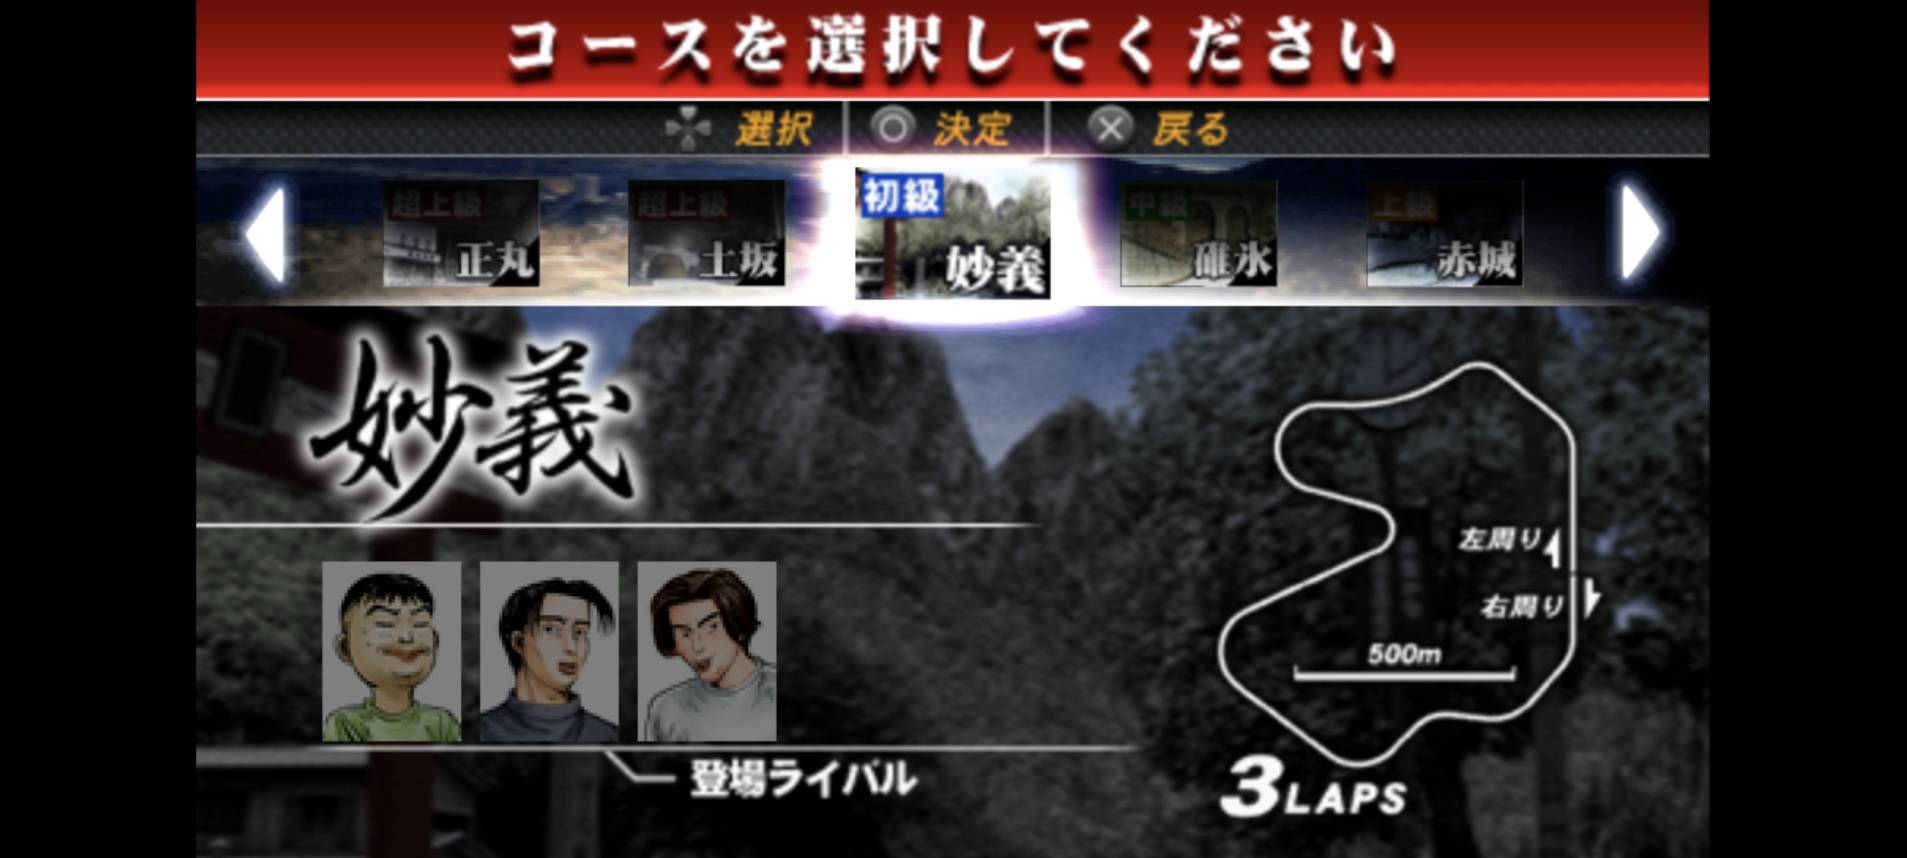 コースを選択してください
選択 決定 戻る
超上級 正丸
超上級 土坂
初級 妙義
中級 碓氷
上級 赤城
妙義
左周り
右周り
500m
登場ライバル
3LAPS